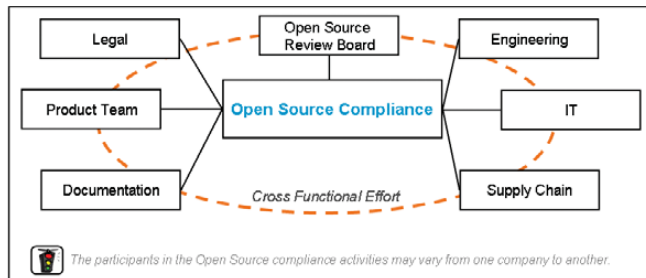 Open Source
Review Board
Legal
Engineering
Product Team
Open Source Compliance
IT
Documentation
Cross Functional Effort
Supply Chain
The participants in the Open Source compliance activities may vary from one company to another.